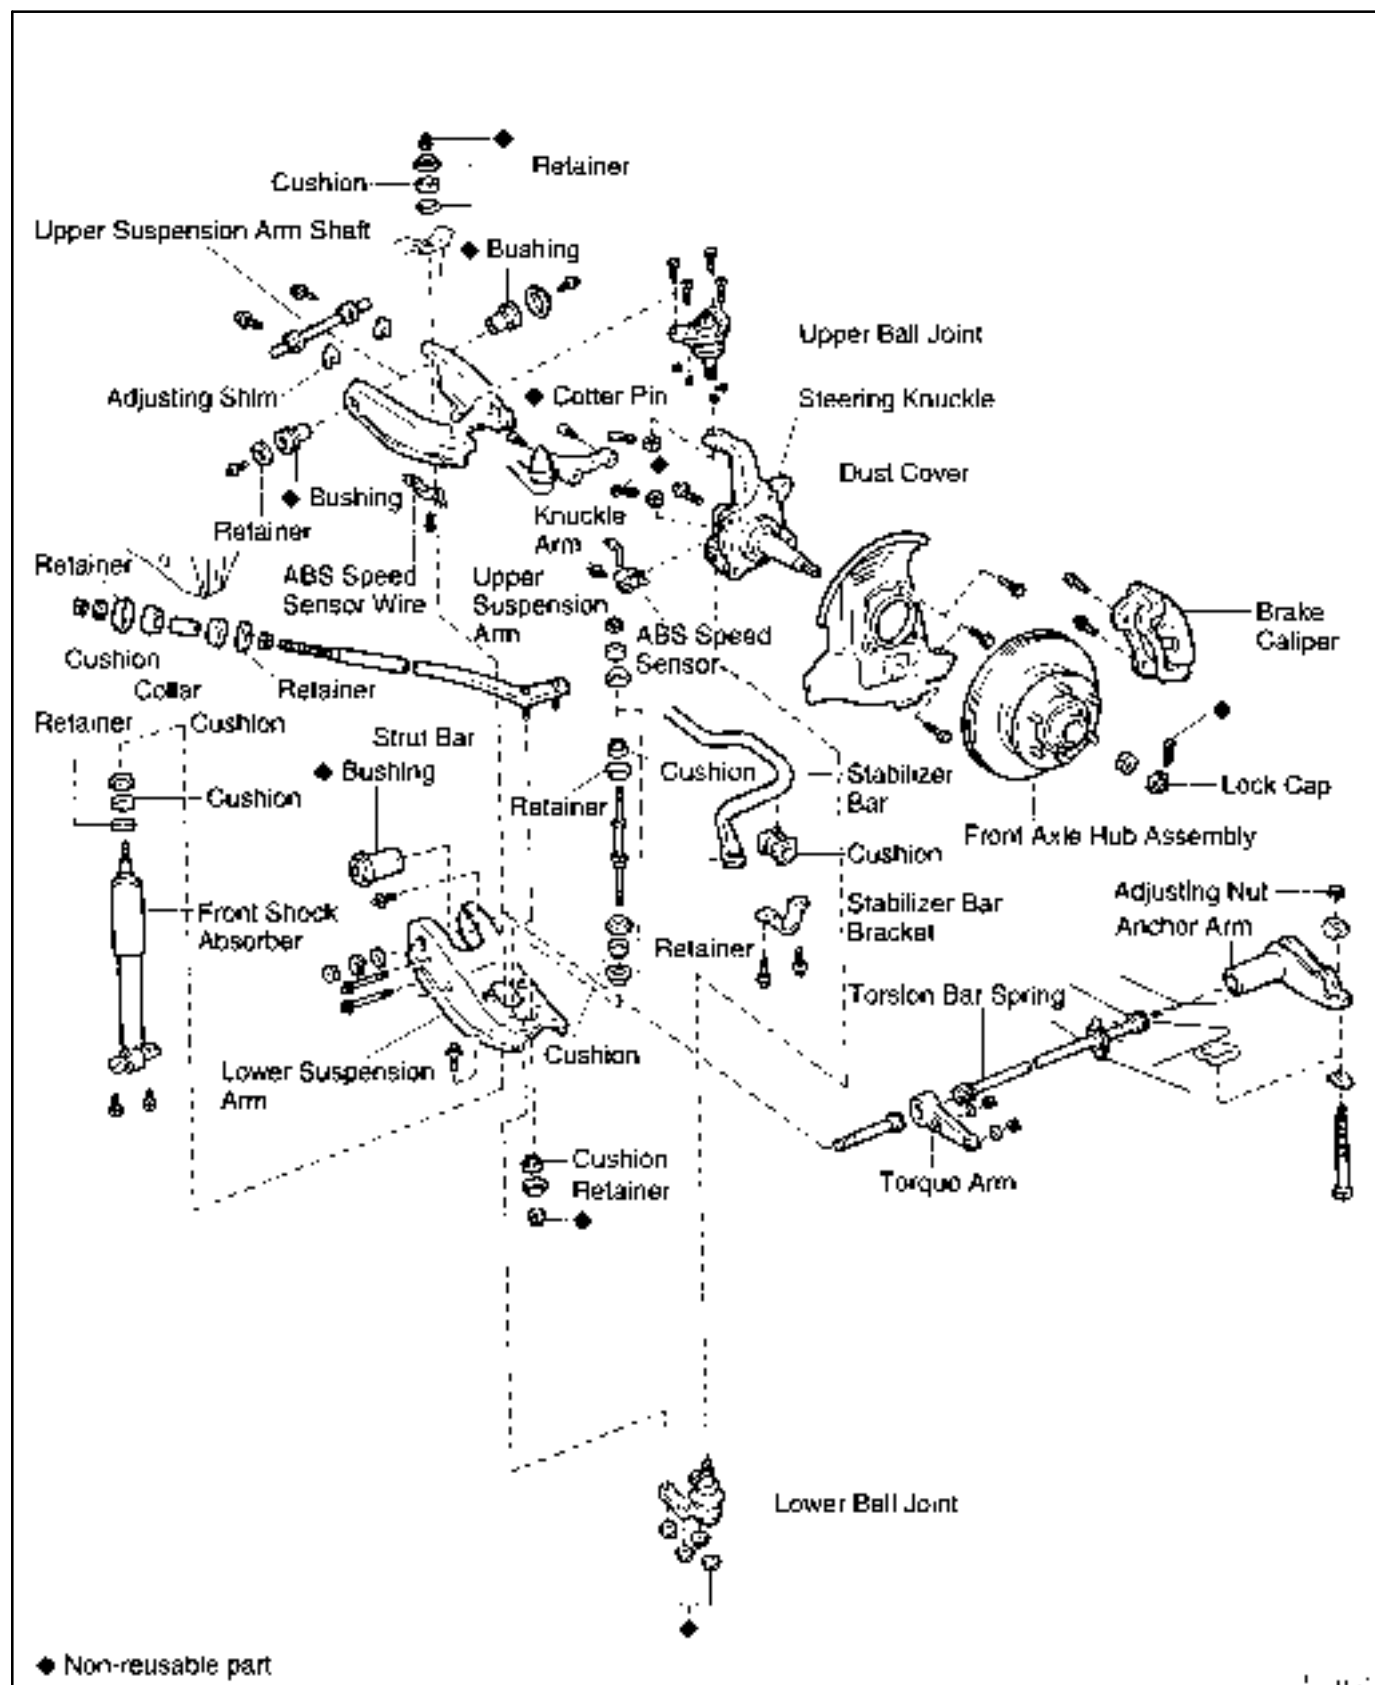 ◆
Retainer
Cushion
Upper Suspension Arm Shaft
◆ Bushing
Upper Ball Joint
Adjusting Shim
◆ Cotter Pin
Steering Knuckle
Dust Cover
◆
◆ Bushing
Knuckle
Arm
Retainer
Retainer
ABS Speed
Sensor Wire
Upper
Suspension
Arm
Brake
Caliper
ABS Speed
Sensor
Cushion
Collar
Retainer
Retainer
Cushion
◆
Strut Bar
◆ Bushing
Cushion
Stabilizer
Bar
Cushion
Retainer
Lock Cap
Front Axle Hub Assembly
Cushion
Adjusting Nut
Front Shock
Absorber
Stabilizer Bar
Bracket
Anchor Arm
Retainer
Torsion Bar Spring
Cushion
Lower Suspension
Arm
Cushion
Torque Arm
Retainer
◆
Lower Ball Joint
◆
◆ Non-reusable part